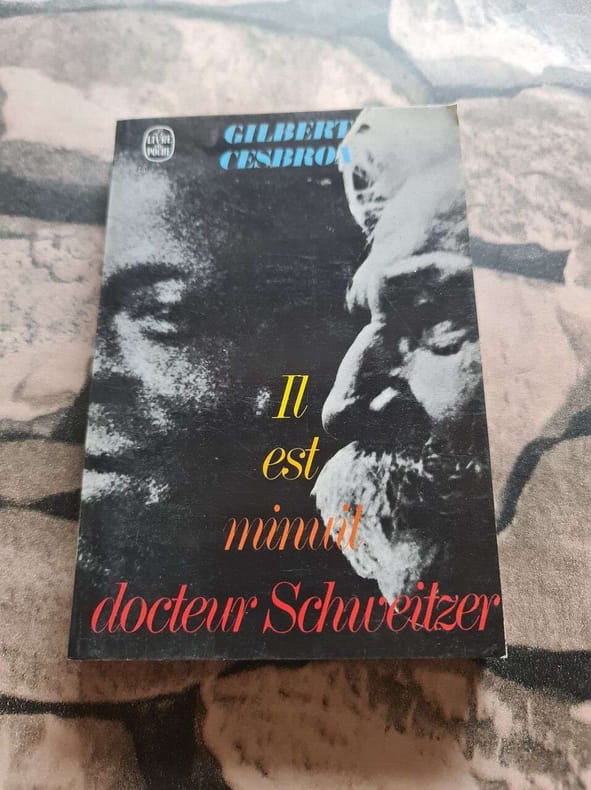 LE LIVRE
DE POCHE
GILBERT
CESBRON
Il
est
minuit
docteur Schweitzer